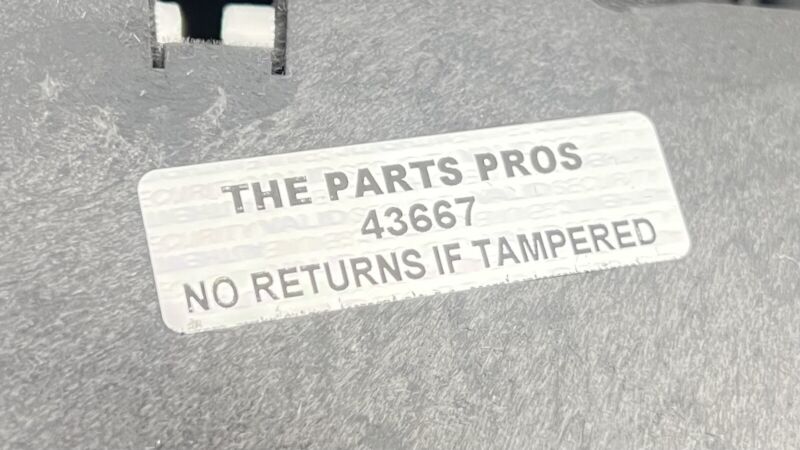 THE PARTS PROS
43667
NO RETURNS IF TAMPERED